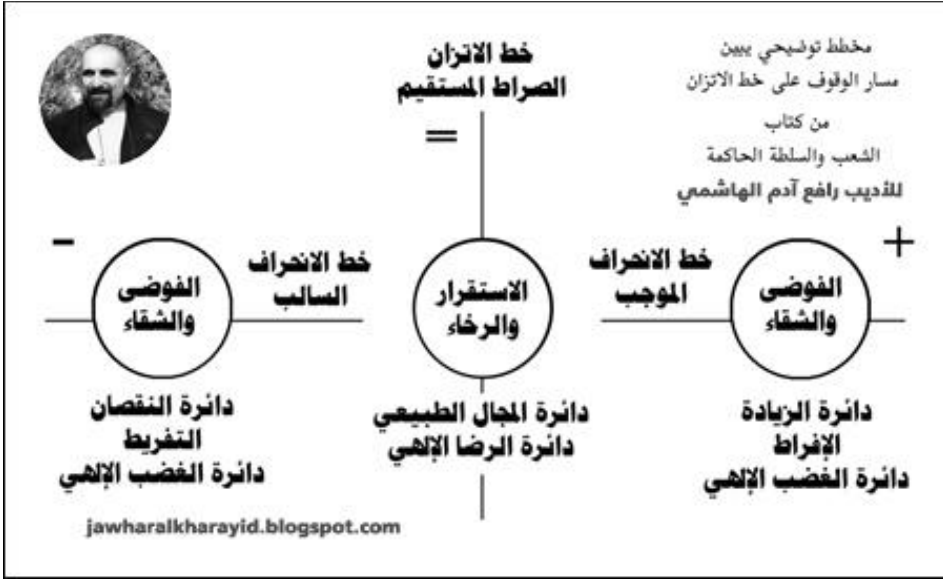 مخطط توضيحي يبين
مسار الوقوف على خط الاتزان
من كتاب
الشعب والسلطة الحاكمة
للأديب رافع آدم الهاشمي
خط الاتزان
الصراط المستقيم
=
+
الفوضى
والشقاء
خط الانحراف
الموجب
الاستقرار
والرخاء
خط الانحراف
السالب
-
الفوضى
والشقاء
دائرة الزيادة
الإفراط
دائرة الغضب الإلهي
دائرة المجال الطبيعي
دائرة الرضا الإلهي
دائرة النقصان
التفريط
دائرة الغضب الإلهي
jawharalkharayid.blogspot.com